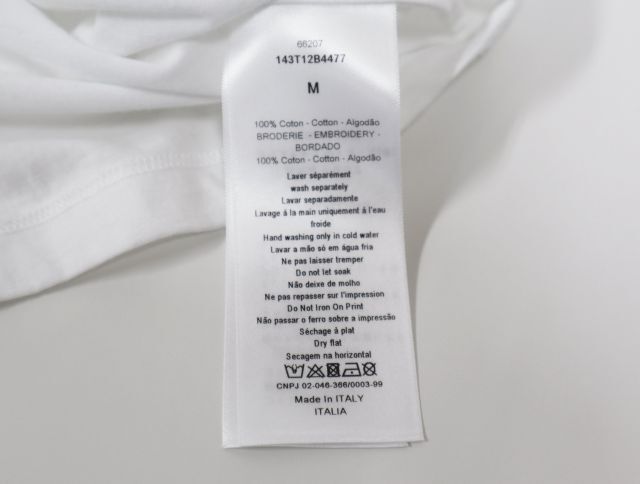 66207
143T12B4477
M
100% Coton - Cotton - Algodão
BRODERIE - EMBROIDERY -
BORDADO
100% Coton - Cotton - Algodão
Laver séparément
wash separately
Lavar separadamente
Lavage à la main uniquement à l'eau
froide
Hand washing only in cold water
Lavar a mão só em água fria
Ne pas laisser tremper
Do not let soak
Não deixe de molho
Ne pas repasser sur l'impression
Do Not Iron On Print
Não passar o ferro sobre a impressão
Séchage à plat
Dry flat
Secagem na horizontal
CNPJ 02-046-366/0003-99
Made In ITALY
ITALIA